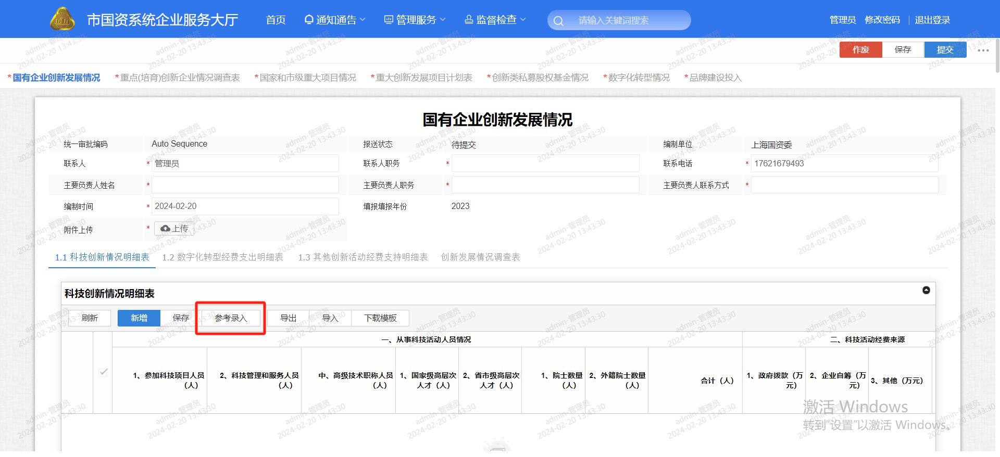 市国资系统企业服务大厅 首页 通知通告 管理服务 监督检查 请输入关键词搜索 管理员 修改密码 退出登录
作废 保存 提交
*国有企业创新发展情况 *重点(培育)创新企业情况调查表 *国家和市级重大项目情况 *重大创新发展项目计划表 *创新类私募股权基金情况 *数字化转型情况 *品牌建设投入
国有企业创新发展情况
统一审批编码 Auto Sequence 报送状态 待提交 编制单位 上海国资委
联系人 * 管理员 联系人职务 * 联系电话 * 17621679493
主要负责人姓名 * 主要负责人职务 * 主要负责人联系方式 *
编制时间 * 2024-02-20 填报填报年份 2023
附件上传 * 上传
1.1 科技创新情况明细表 1.2 数字化转型经费支出明细表 1.3 其他创新活动经费支持明细表 创新发展情况调查表
科技创新情况明细表
刷新 新增 保存 参考录入 导出 导入 下载模板
一、从事科技活动人员情况 二、科技活动经费来源
1、参加科技项目人员（人） 2、科技管理和服务人员（人） 中、高级技术职称人员（人） 1、国家级高层次人才（人） 2、省市级高层次人才（人） 1、院士数量（人） 2、外籍院士数量（人） 合计（人） 1、政府拨款（万元） 2、企业自筹（万元） 3、其他（万元）
激活 Windows
转到“设置”以激活 Windows。
admin-管理员
2024-02-20 13:43:30